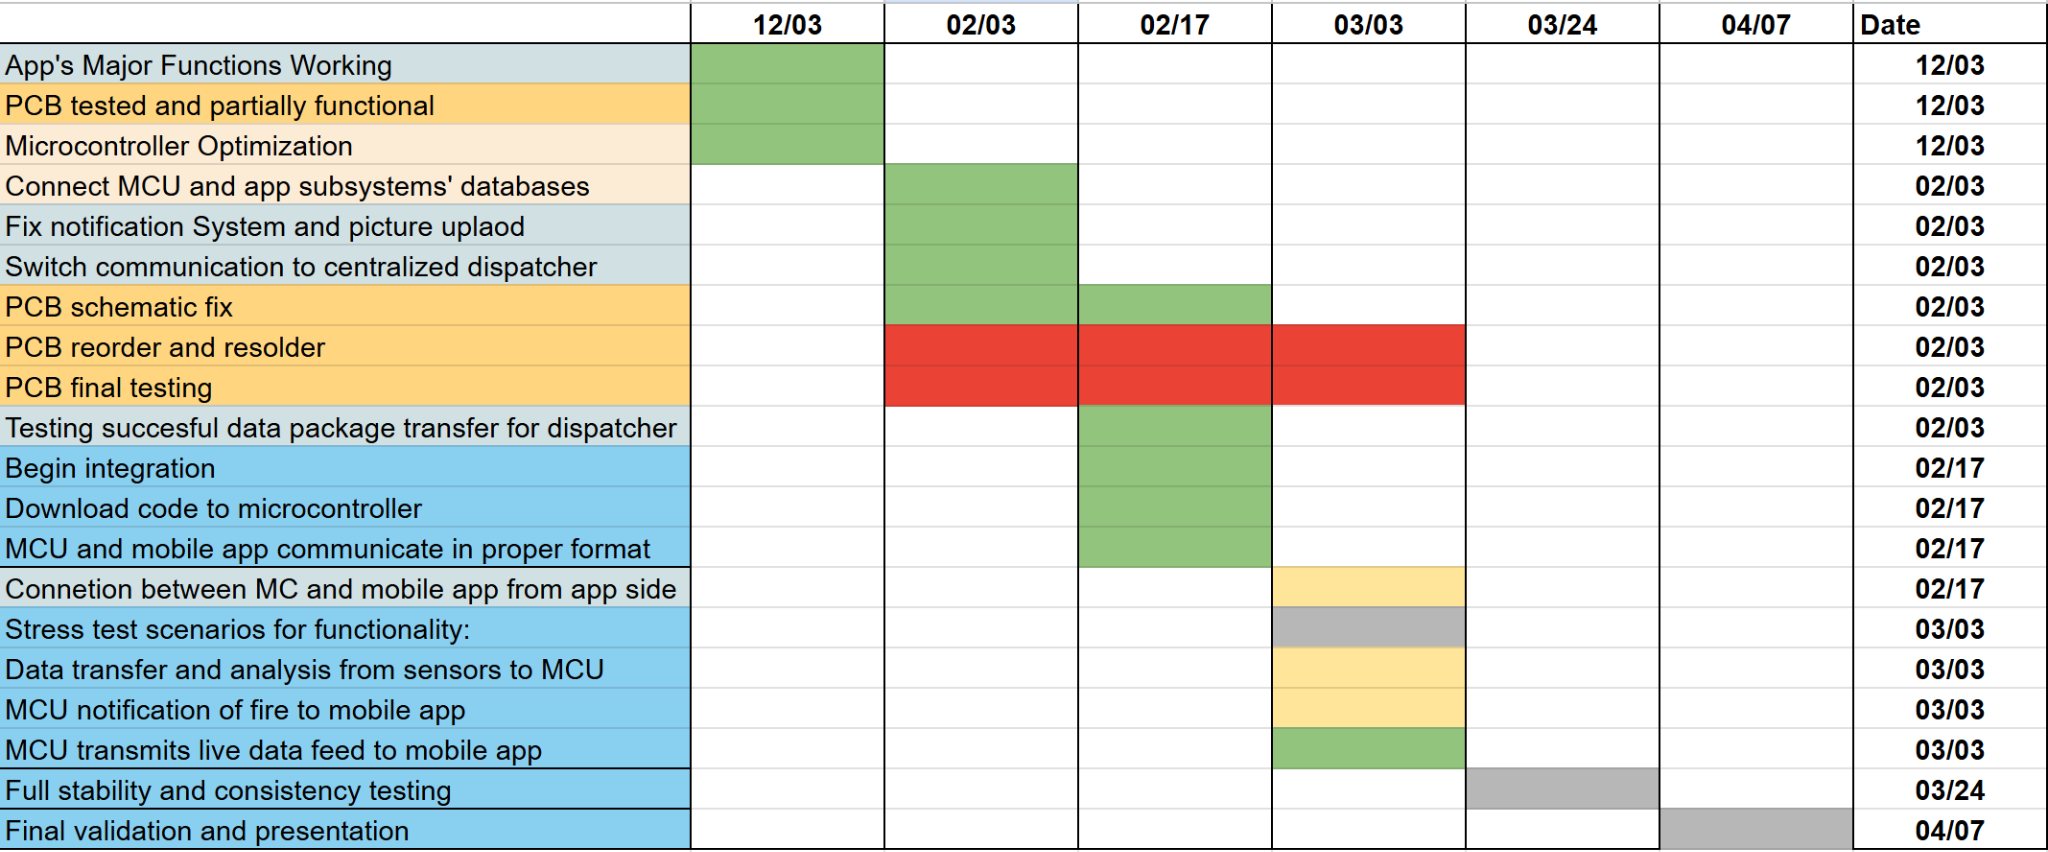 12/03 02/03 02/17 03/03 03/24 04/07 Date
App's Major Functions Working 12/03
PCB tested and partially functional 12/03
Microcontroller Optimization 12/03
Connect MCU and app subsystems' databases 02/03
Fix notification System and picture uplaod 02/03
Switch communication to centralized dispatcher 02/03
PCB schematic fix 02/03
PCB reorder and resolder 02/03
PCB final testing 02/03
Testing succesful data package transfer for dispatcher 02/03
Begin integration 02/17
Download code to microcontroller 02/17
MCU and mobile app communicate in proper format 02/17
Connetion between MC and mobile app from app side 02/17
Stress test scenarios for functionality: 03/03
Data transfer and analysis from sensors to MCU 03/03
MCU notification of fire to mobile app 03/03
MCU transmits live data feed to mobile app 03/03
Full stability and consistency testing 03/24
Final validation and presentation 04/07